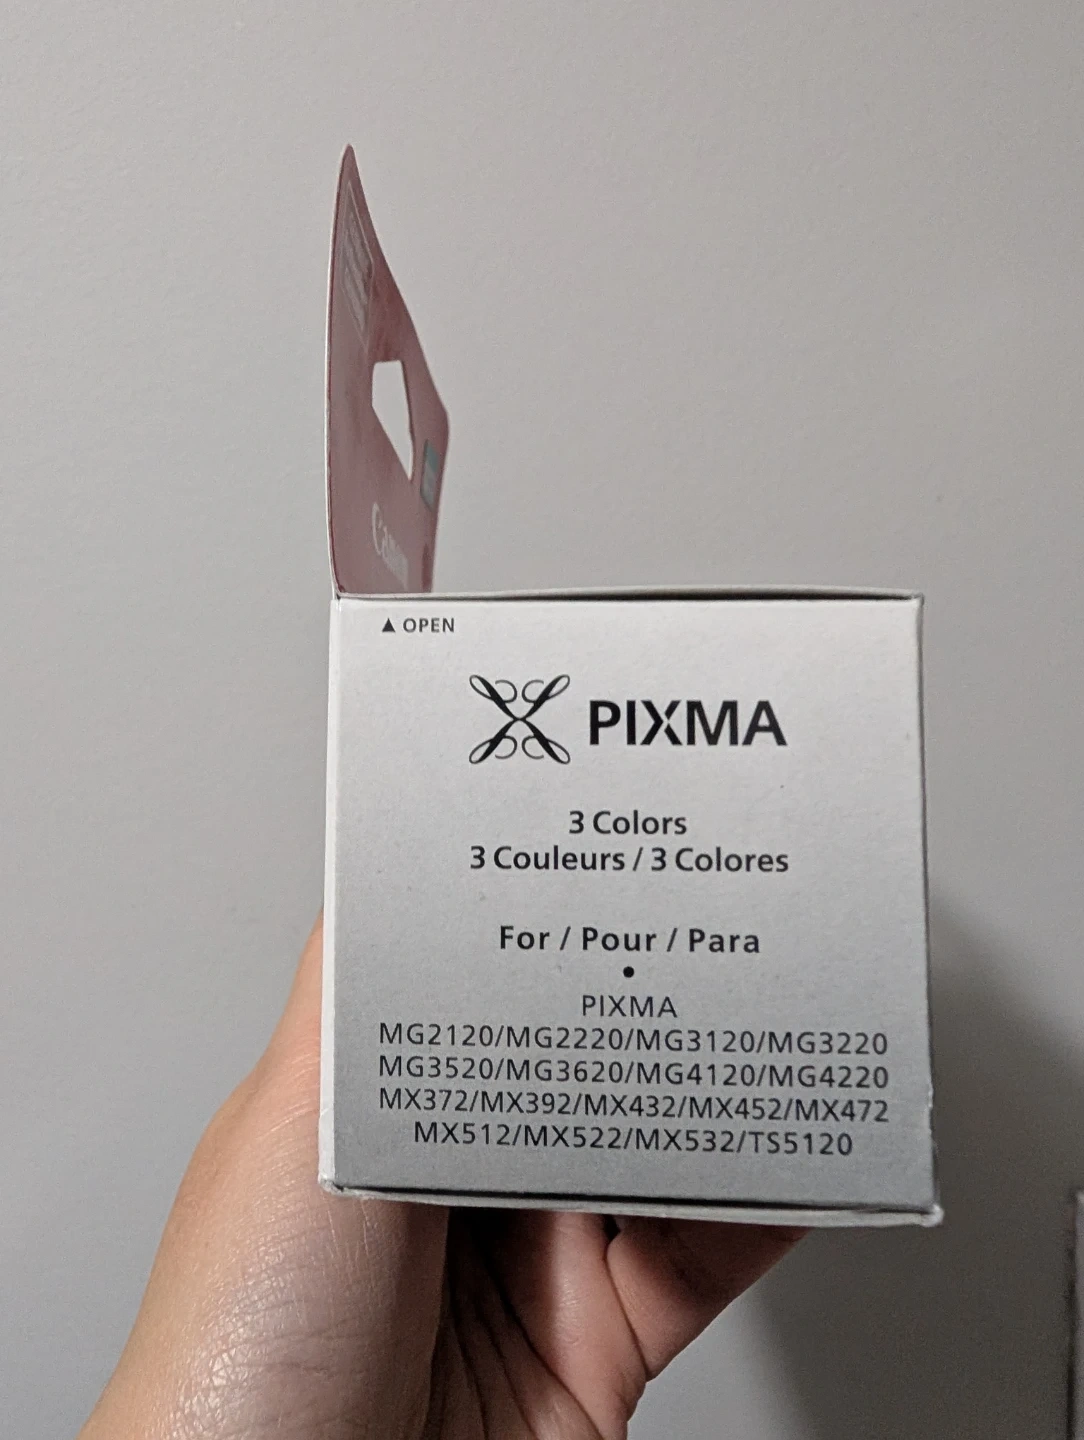 Canon
▲ OPEN
PIXMA
3 Colors
3 Couleurs / 3 Colores
For / Pour / Para
•
PIXMA
MG2120/MG2220/MG3120/MG3220
MG3520/MG3620/MG4120/MG4220
MX372/MX392/MX432/MX452/MX472
MX512/MX522/MX532/TS5120